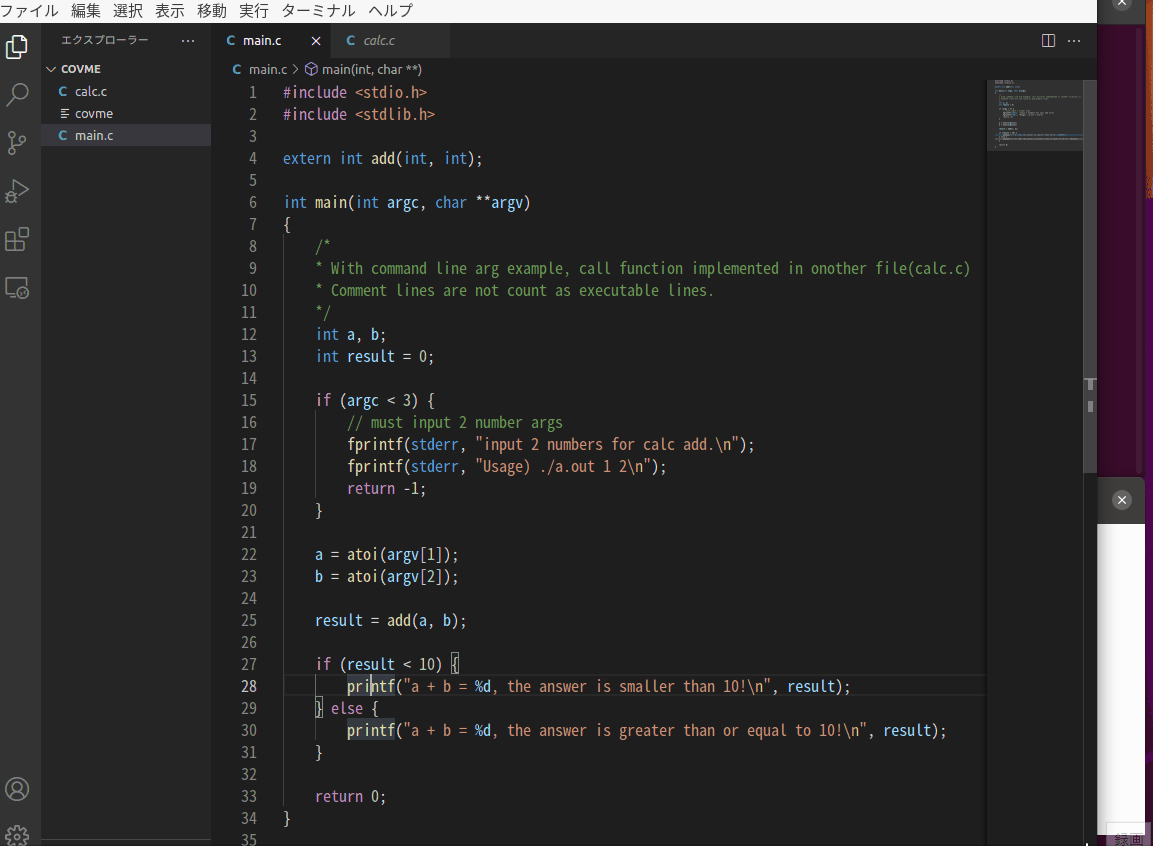 ファイル 編集 選択 表示 移動 実行 ターミナル ヘルプ
エクスプローラー ···
COVME
C calc.c
covme
C main.c
C main.c × C calc.c ···
C main.c > main(int, char **)
1 #include <stdio.h>
2 #include <stdlib.h>
3
4 extern int add(int, int);
5
6 int main(int argc, char **argv)
7 {
8 /*
9 * With command line arg example, call function implemented in onother file(calc.c)
10 * Comment lines are not count as executable lines.
11 */
12 int a, b;
13 int result = 0;
14
15 if (argc < 3) {
16 // must input 2 number args
17 fprintf(stderr, "input 2 numbers for calc add.\n");
18 fprintf(stderr, "Usage) ./a.out 1 2\n");
19 return -1;
20 }
21
22 a = atoi(argv[1]);
23 b = atoi(argv[2]);
24
25 result = add(a, b);
26
27 if (result < 10) {
28 printf("a + b = %d, the answer is smaller than 10!\n", result);
29 } else {
30 printf("a + b = %d, the answer is greater than or equal to 10!\n", result);
31 }
32
33 return 0;
34 }
35
録画